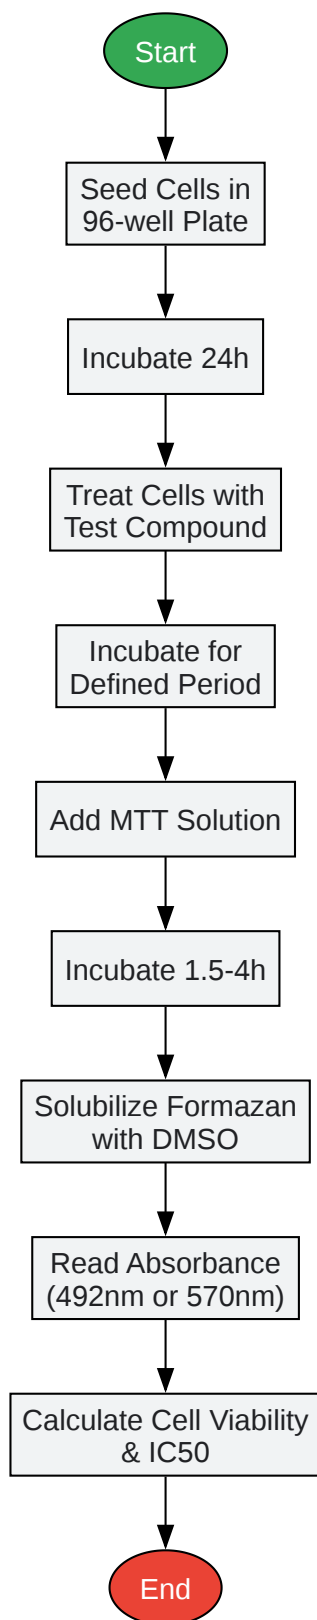 Start
Seed Cells in
96-well Plate
Incubate 24h
Treat Cells with
Test Compound
Incubate for
Defined Period
Add MTT Solution
Incubate 1.5-4h
Solubilize Formazan
with DMSO
Read Absorbance
(492nm or 570nm)
Calculate Cell Viability
& IC50
End